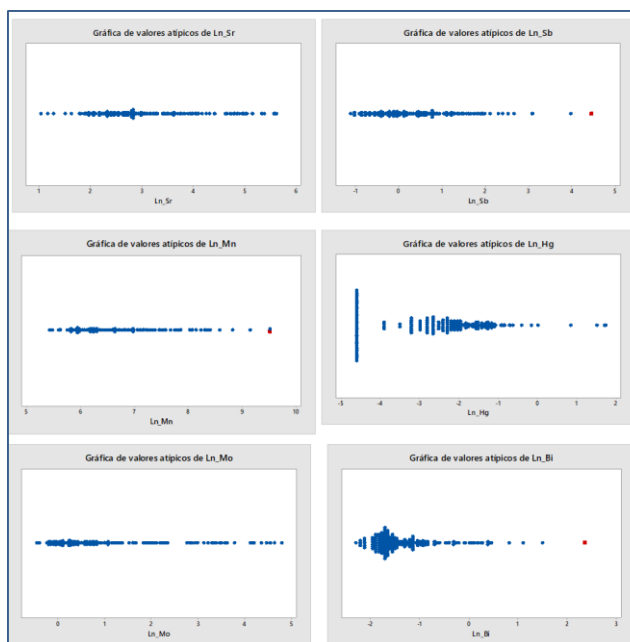 Gráfica de valores atípicos de Ln_Sr
1 2 3 4 5 6
Ln_Sr
Gráfica de valores atípicos de Ln_Sb
-1 0 1 2 3 4 5
Ln_Sb
Gráfica de valores atípicos de Ln_Mn
5 6 7 8 9 10
Ln_Mn
Gráfica de valores atípicos de Ln_Hg
-5 -4 -3 -2 -1 0 1 2
Ln_Hg
Gráfica de valores atípicos de Ln_Mo
0 1 2 3 4 5
Ln_Mo
Gráfica de valores atípicos de Ln_Bi
-2 -1 0 1 2 3
Ln_Bi